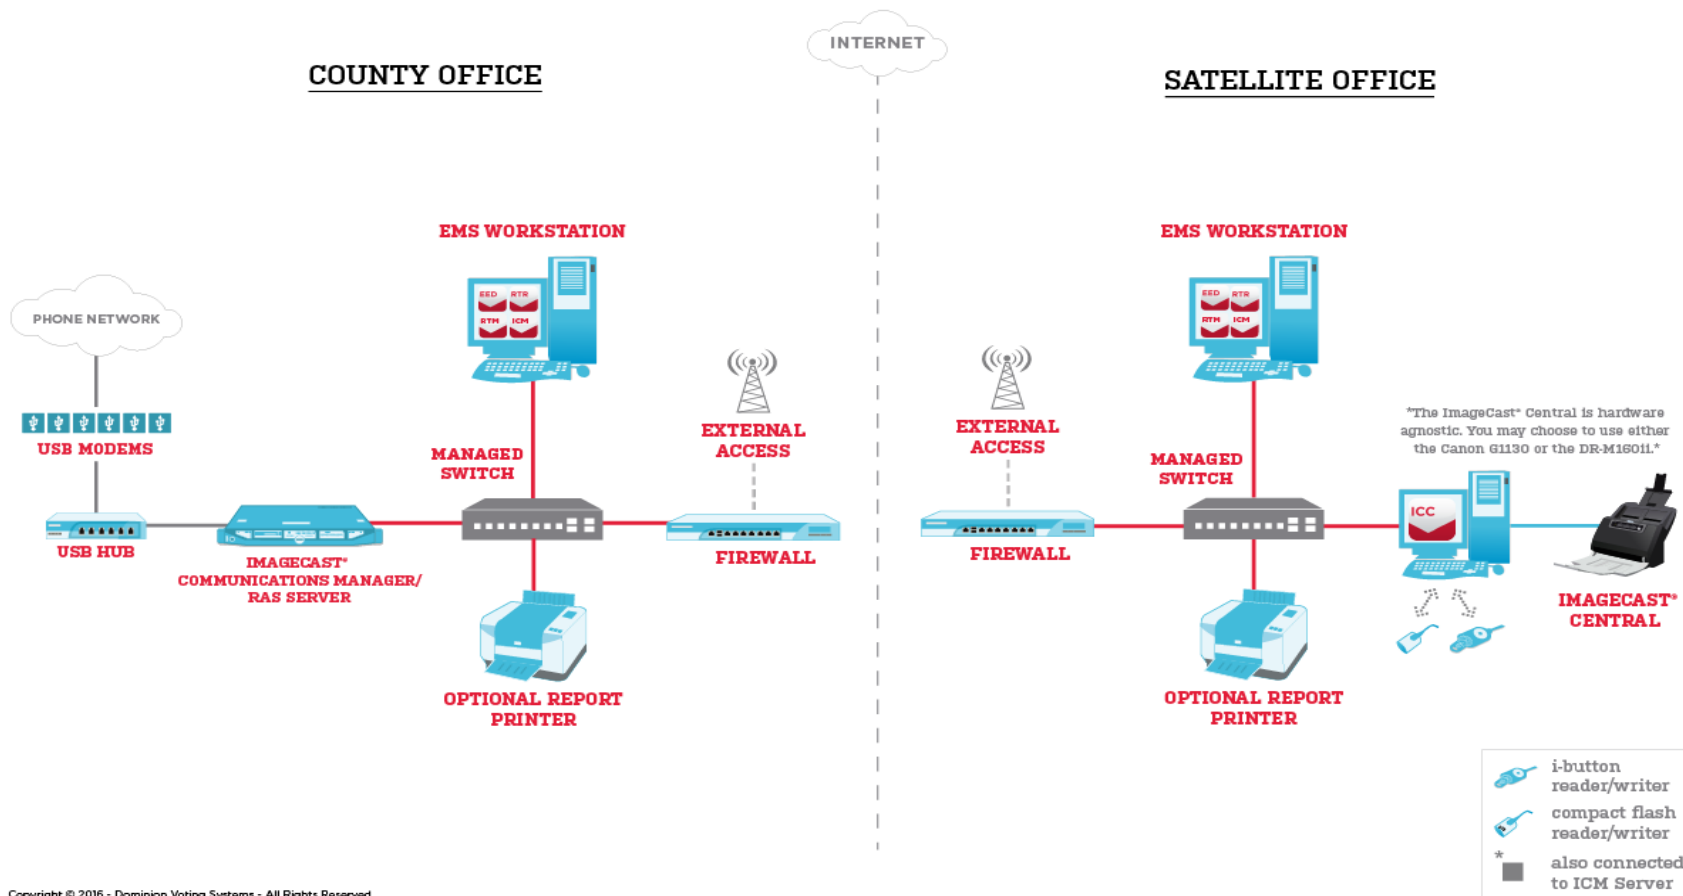 INTERNET
COUNTY OFFICE
SATELLITE OFFICE
EMS WORKSTATION
EED RTR
RTM ICM
PHONE NETWORK
USB MODEMS
EXTERNAL
ACCESS
MANAGED
SWITCH
USB HUB
IMAGECAST®
COMMUNICATIONS MANAGER/
RAS SERVER
FIREWALL
OPTIONAL REPORT
PRINTER
EMS WORKSTATION
EED RTR
RTM ICM
EXTERNAL
ACCESS
MANAGED
SWITCH
*The ImageCast® Central is hardware
agnostic. You may choose to use either
the Canon G1130 or the DR-M160ii.*
ICC
FIREWALL
IMAGECAST®
CENTRAL
OPTIONAL REPORT
PRINTER
i-button
reader/writer
compact flash
reader/writer
*
also connected
to ICM Server
Copyright © 2016 - Dominion Voting Systems - All Rights Reserved